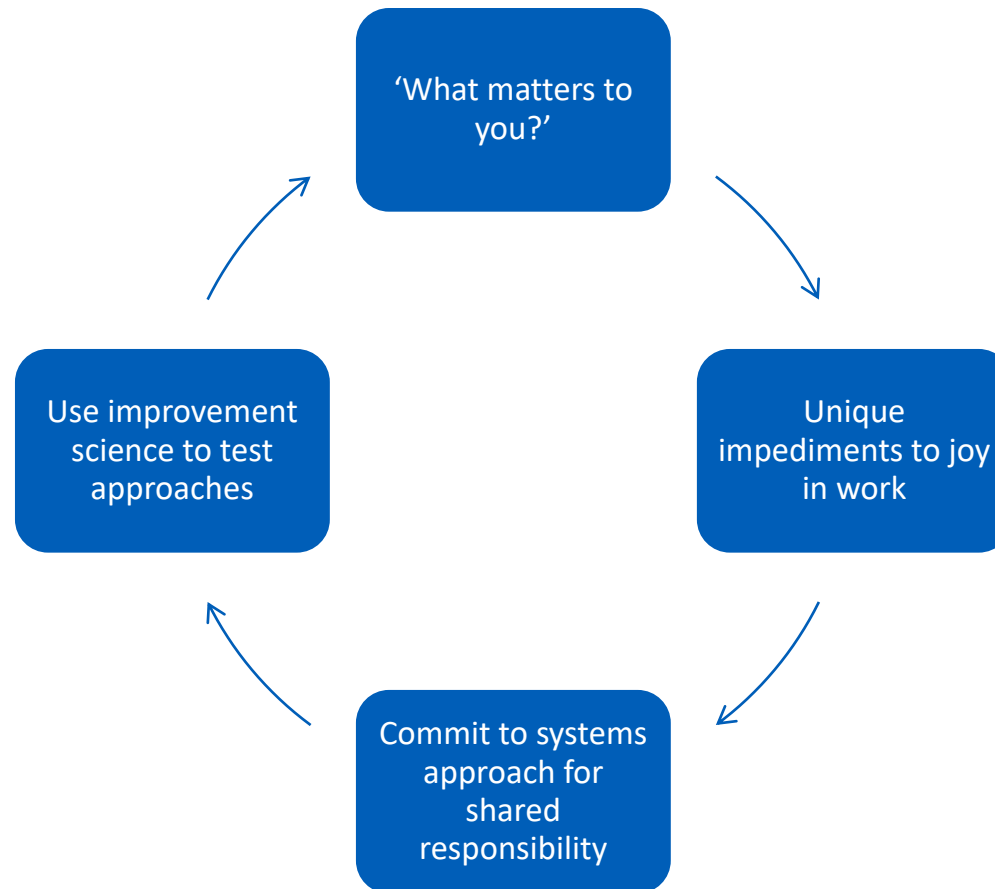 ‘What matters to
you?’
Unique
impediments to joy
in work
Commit to systems
approach for
shared
responsibility
Use improvement
science to test
approaches